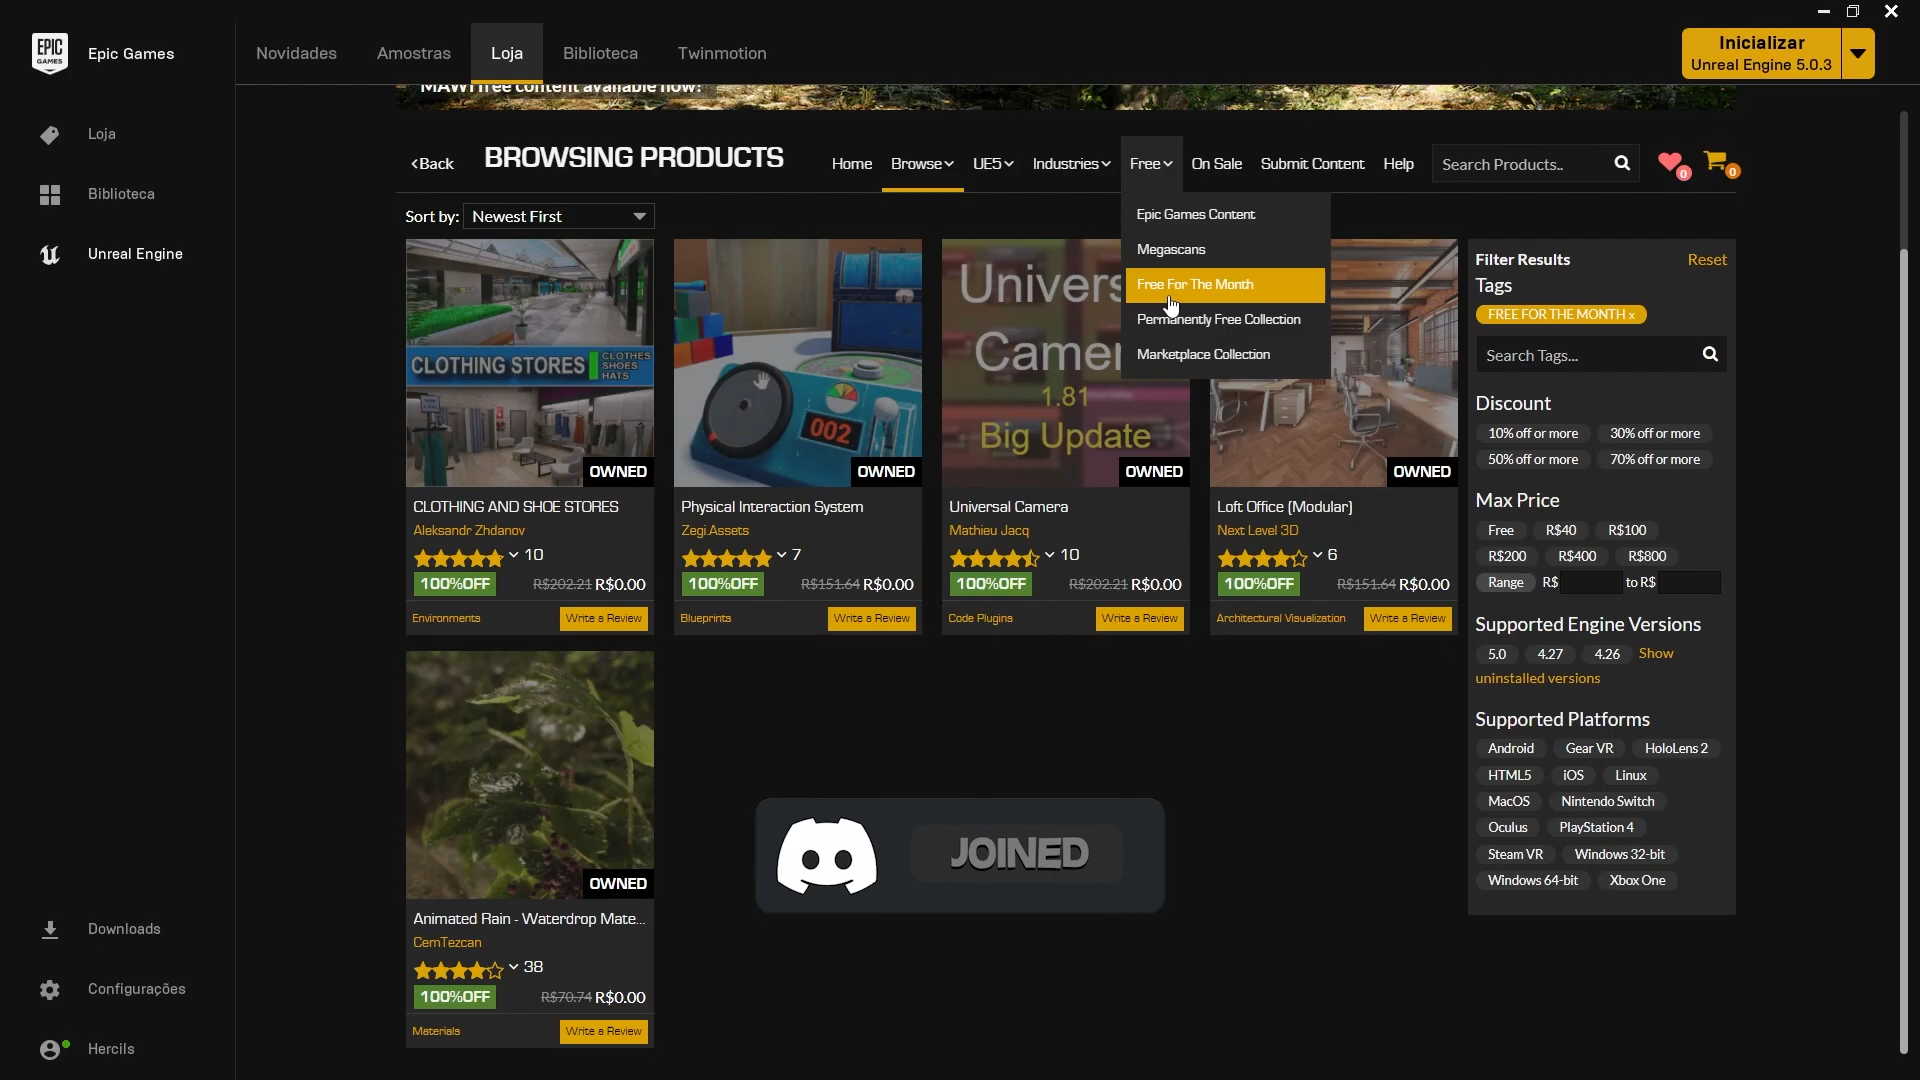 EPIC
GAMES
Epic Games
Novidades
Amostras
Loja
Biblioteca
Twinmotion
Inicializar
Unreal Engine 5.0.3
Loja
Biblioteca
Unreal Engine
Downloads
Configurações
Hercils
MAWI free content available now!
<Back
BROWSING PRODUCTS
Home
Browse
UE5
Industries
Free
On Sale
Submit Content
Help
Search Products..
0
0
Epic Games Content
Megascans
Free For The Month
Permanently Free Collection
Marketplace Collection
Sort by:
Newest First
CLOTHING STORES
CLOTHES
SHOES
HATS
OWNED
CLOTHING AND SHOE STORES
Aleksandr Zhdanov
10
100%OFF R$202.21 R$0.00
Environments
Write a Review
002
OWNED
Physical Interaction System
Zegi.Assets
7
100%OFF R$151.64 R$0.00
Blueprints
Write a Review
Univers
Camer
1.81
Big Update
OWNED
Universal Camera
Mathieu Jacq
10
100%OFF R$202.21 R$0.00
Code Plugins
Write a Review
OWNED
Loft Office (Modular)
Next Level 3D
6
100%OFF R$151.64 R$0.00
Architectural Visualization
Write a Review
OWNED
Animated Rain - Waterdrop Mate...
CemTezcan
38
100%OFF R$70.74 R$0.00
Materials
Write a Review
JOINED
Filter Results
Reset
Tags
FREE FOR THE MONTH x
Search Tags...
Discount
10% off or more
30% off or more
50% off or more
70% off or more
Max Price
Free
R$40
R$100
R$200
R$400
R$800
Range
R$
to R$
Supported Engine Versions
5.0
4.27
4.26
Show
uninstalled versions
Supported Platforms
Android
Gear VR
HoloLens 2
HTML5
iOS
Linux
MacOS
Nintendo Switch
Oculus
PlayStation 4
Steam VR
Windows 32-bit
Windows 64-bit
Xbox One